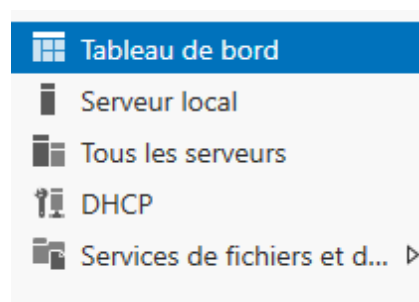 Tableau de bord
Serveur local
Tous les serveurs
DHCP
Services de fichiers et d...